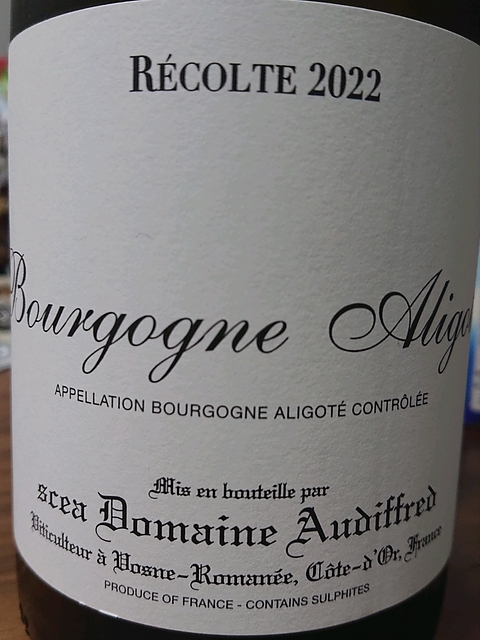 RÉCOLTE 2022
Bourgogne Aligo
APPELLATION BOURGOGNE ALIGOTÉ CONTRÔLÉE
Mis en bouteille par
scea Domaine Audiffred
Viticulteur à Vosne-Romanée, Côte-d'Or, France
PRODUCE OF FRANCE - CONTAINS SULPHITES